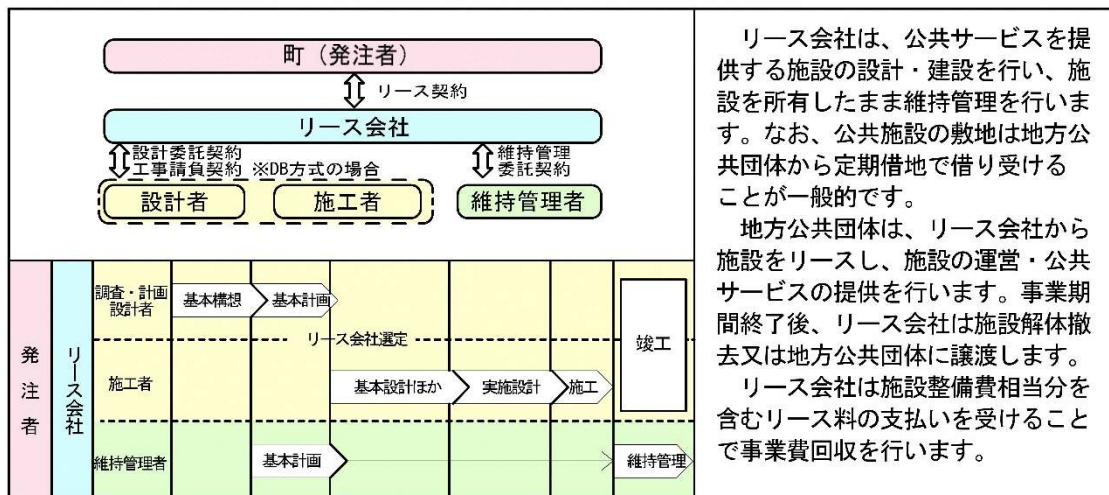 町（発注者）
リース契約
リース会社
設計委託契約
工事請負契約 ※DB方式の場合
維持管理
委託契約
設計者
施工者
維持管理者
発注者
リース会社
調査・計画
設計者
基本構想
基本計画
リース会社選定
竣工
施工者
基本設計ほか
実施設計
施工
維持管理者
基本計画
維持管理
リース会社は、公共サービスを提
供する施設の設計・建設を行い、施
設を所有したまま維持管理を行いま
す。なお、公共施設の敷地は地方公
共団体から定期借地で借り受ける
ことが一般的です。
地方公共団体は、リース会社から
施設をリースし、施設の運営・公共
サービスの提供を行います。事業期
間終了後、リース会社は施設解体撤
去又は地方公共団体に譲渡します。
リース会社は施設整備費相当分を
含むリース料の支払いを受けること
で事業費回収を行います。